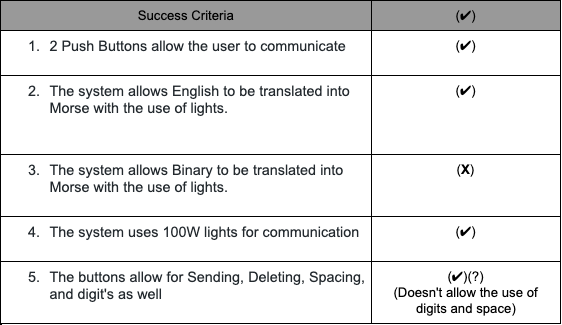 Success Criteria (✔)
1. 2 Push Buttons allow the user to communicate (✔)
2. The system allows English to be translated into (✔)
Morse with the use of lights.
3. The system allows Binary to be translated into (X)
Morse with the use of lights.
4. The system uses 100W lights for communication (✔)
5. The buttons allow for Sending, Deleting, Spacing,
and digit's as well
(✔)(?)
(Doesn't allow the use of
digits and space)